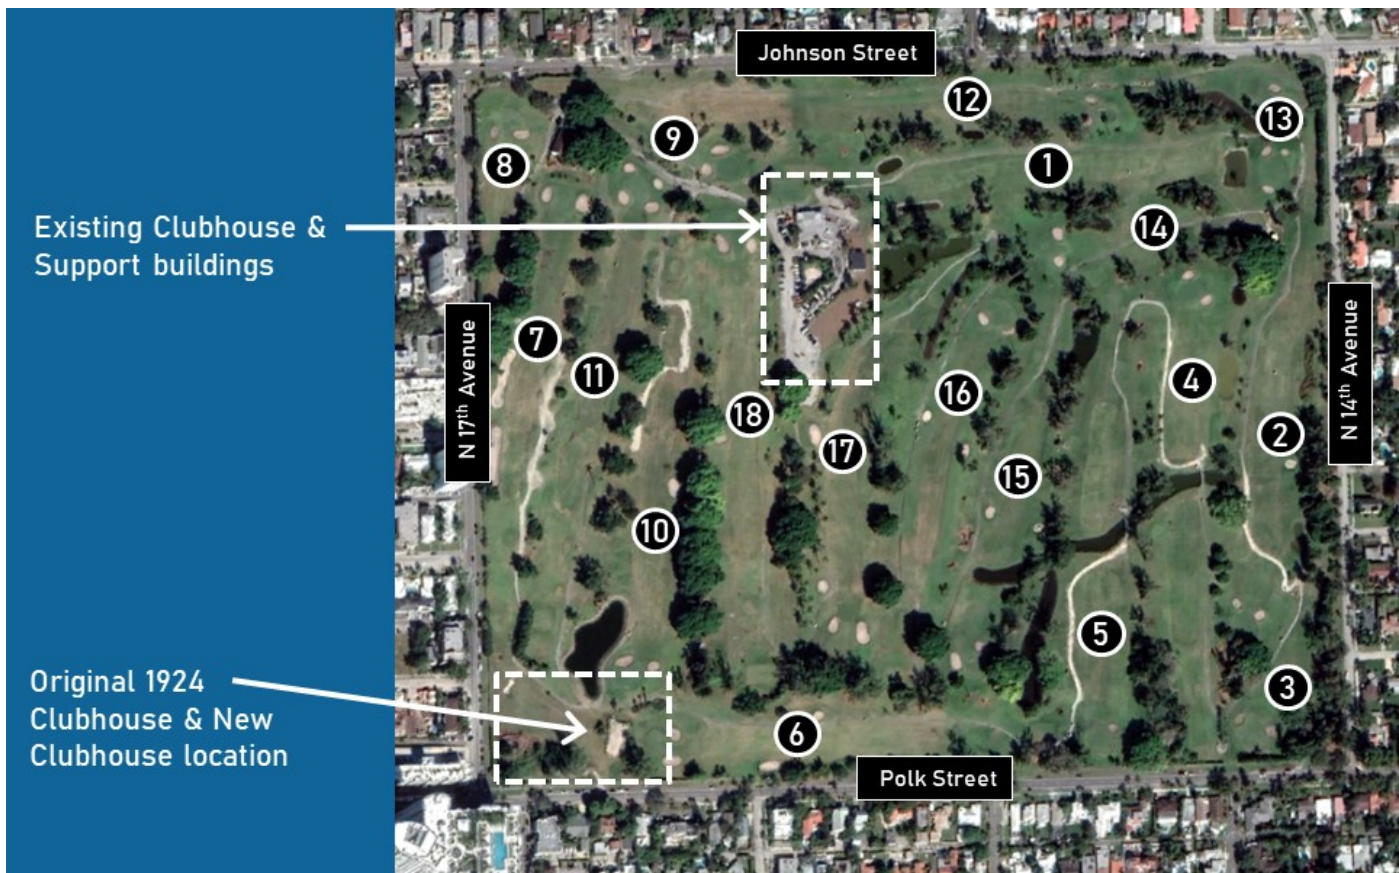 Johnson Street
12
13
9
8
1
Existing Clubhouse &
Support buildings
14
7
11
4
N 17th Avenue
N 14th Avenue
16
18
2
17
15
10
5
Original 1924
Clubhouse & New
Clubhouse location
3
6
Polk Street